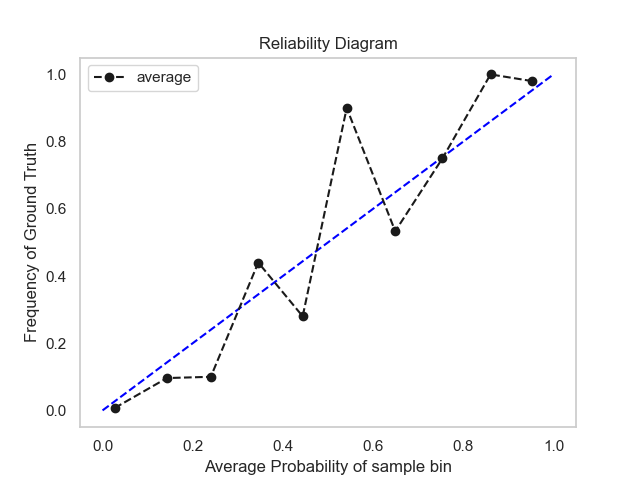 Reliability Diagram
average
Frequency of Ground Truth
1.0
0.8
0.6
0.4
0.2
0.0
0.0 0.2 0.4 0.6 0.8 1.0
Average Probability of sample bin